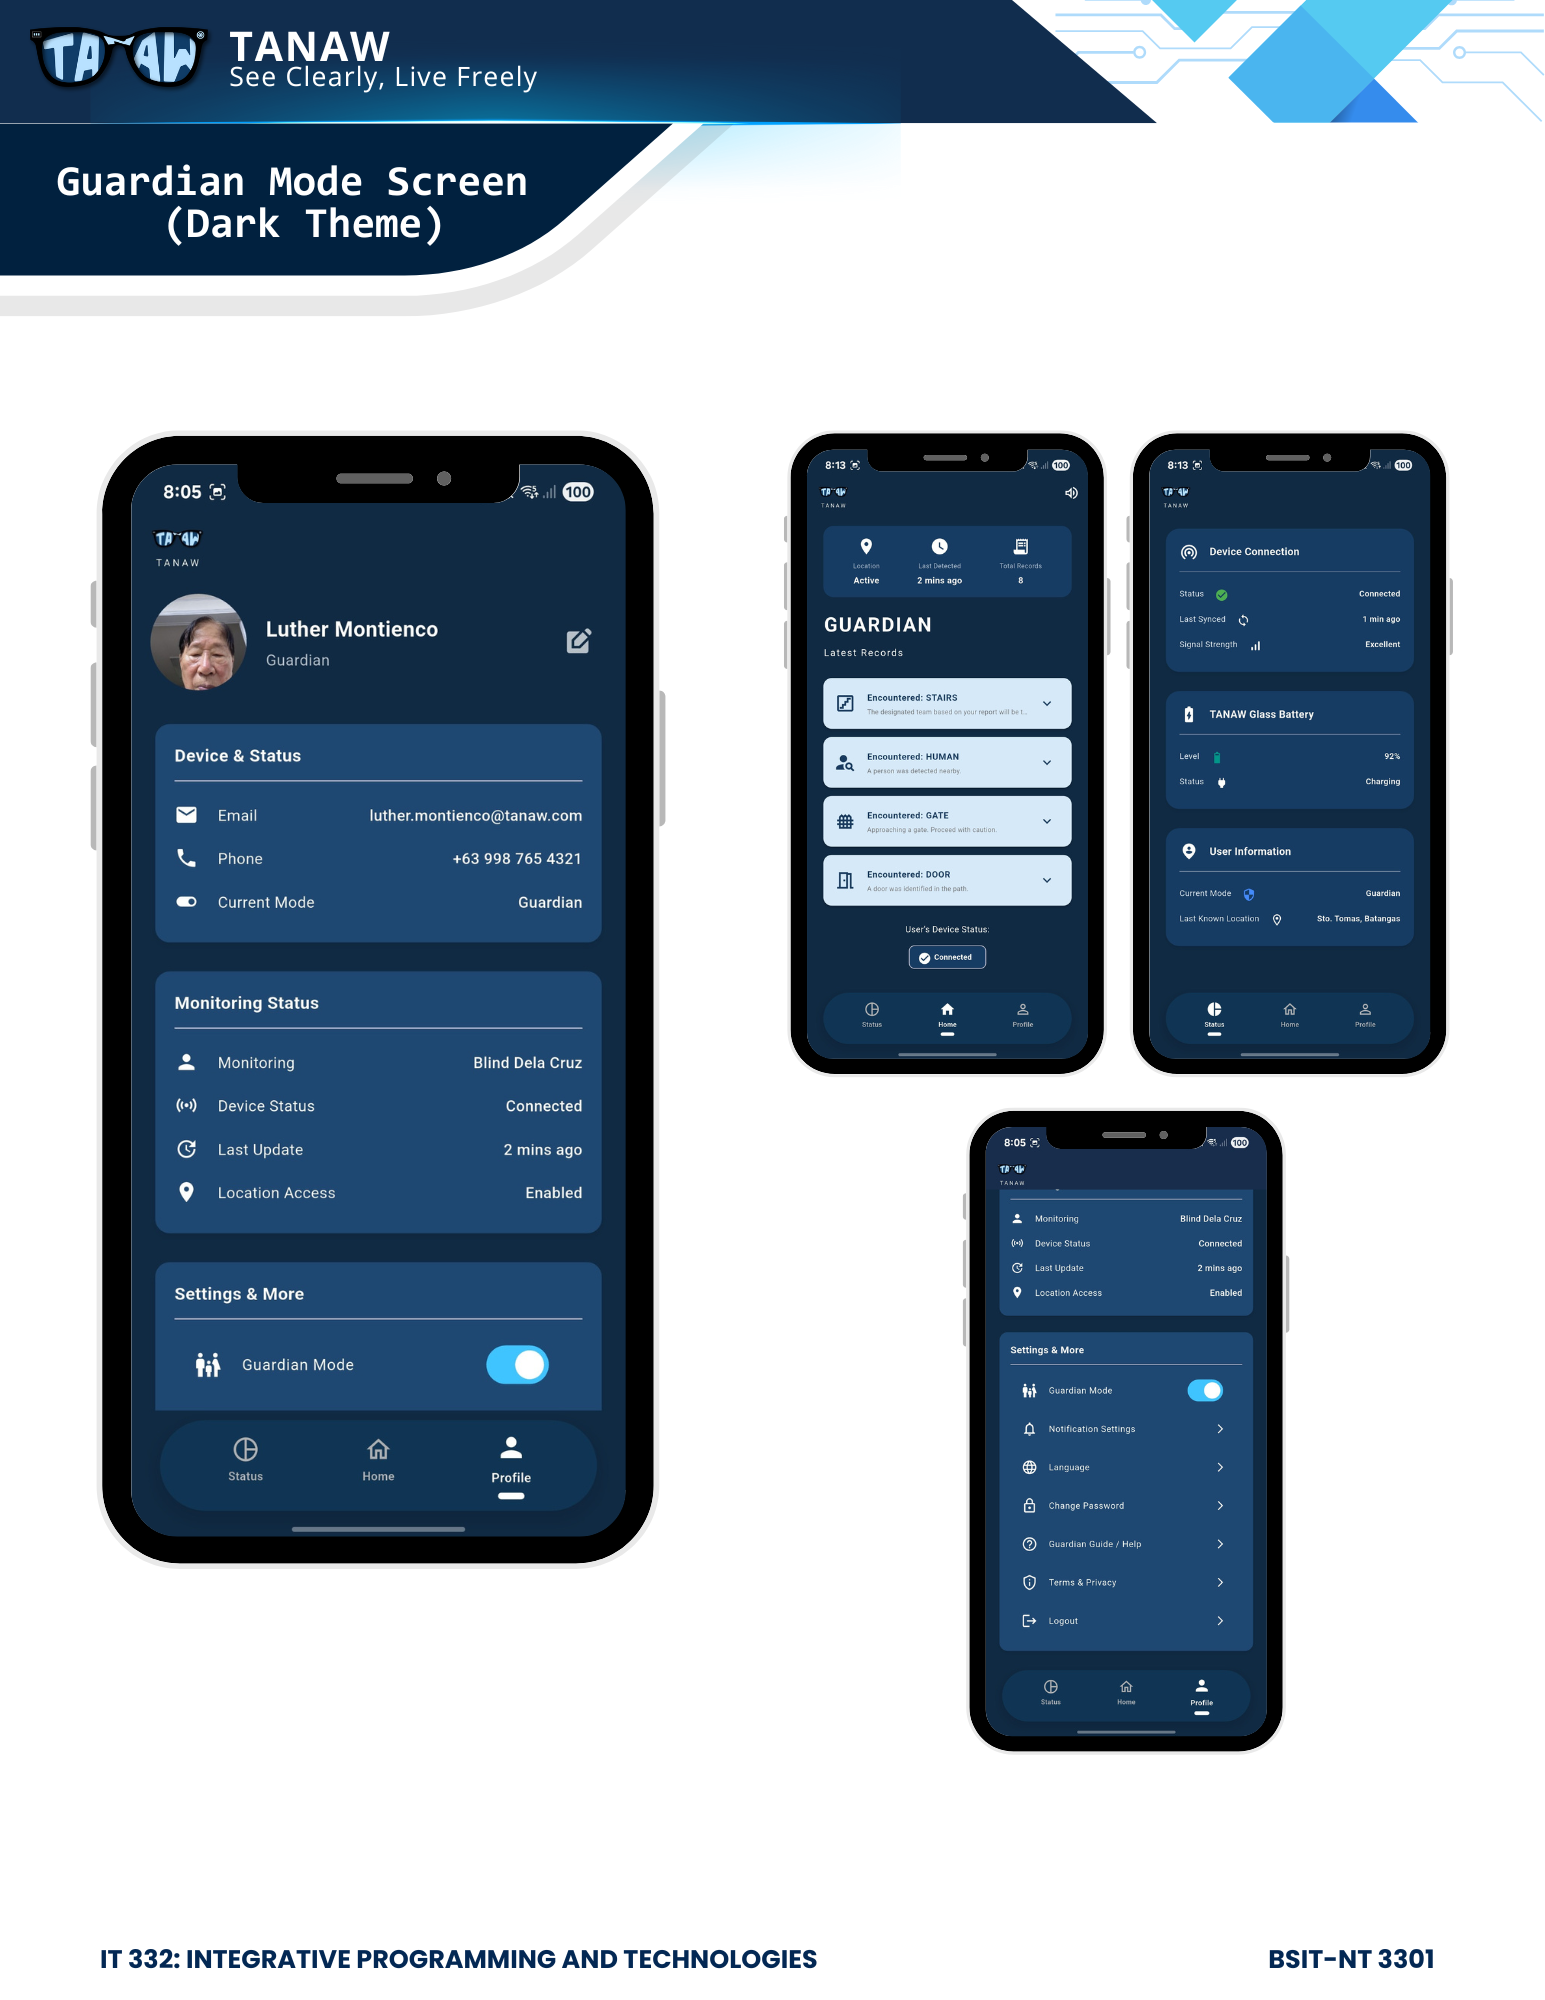 TANAW
TANAW
See Clearly, Live Freely
Guardian Mode Screen
(Dark Theme)
8:05
100
TANAW
TANAW
Luther Montienco
Guardian
Device & Status
Email luther.montienco@tanaw.com
Phone +63 998 765 4321
Current Mode Guardian
Monitoring Status
Monitoring Blind Dela Cruz
Device Status Connected
Last Update 2 mins ago
Location Access Enabled
Settings & More
Guardian Mode
Status Home Profile
8:13
100
TANAW
TANAW
Location Last Detected Total Records
Active 2 mins ago 8
GUARDIAN
Latest Records
Encountered: STAIRS
The designated team based on your report will be t...
Encountered: HUMAN
A person was detected nearby.
Encountered: GATE
Approaching a gate. Proceed with caution.
Encountered: DOOR
A door was identified in the path.
User's Device Status:
Connected
Status Home Profile
8:13
100
TANAW
TANAW
Device Connection
Status Connected
Last Synced 1 min ago
Signal Strength Excellent
TANAW Glass Battery
Level 92%
Status Charging
User Information
Current Mode Guardian
Last Known Location Sto. Tomas, Batangas
Status Home Profile
8:05
100
TANAW
TANAW
Monitoring Blind Dela Cruz
Device Status Connected
Last Update 2 mins ago
Location Access Enabled
Settings & More
Guardian Mode
Notification Settings
Language
Change Password
Guardian Guide / Help
Terms & Privacy
Logout
Status Home Profile
IT 332: INTEGRATIVE PROGRAMMING AND TECHNOLOGIES BSIT-NT 3301